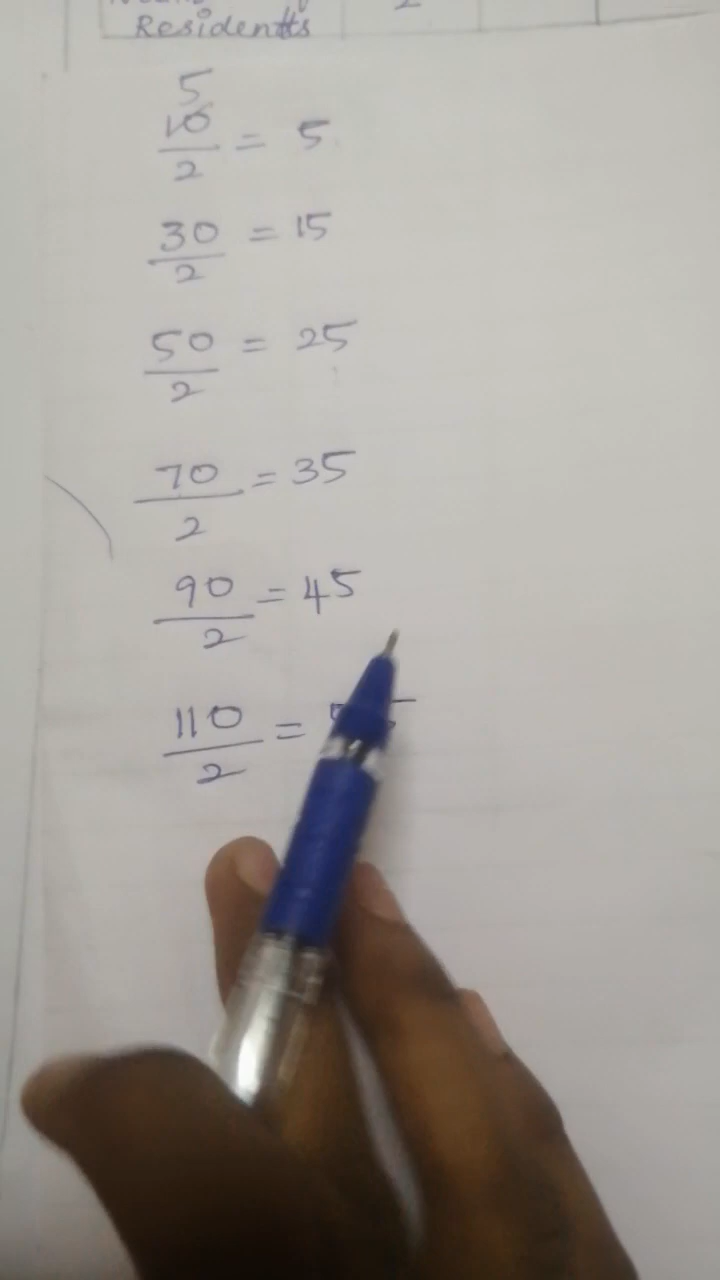 Residents
5
10/2 = 5
30/2 = 15
50/2 = 25
70/2 = 35
90/2 = 45
110/2 =